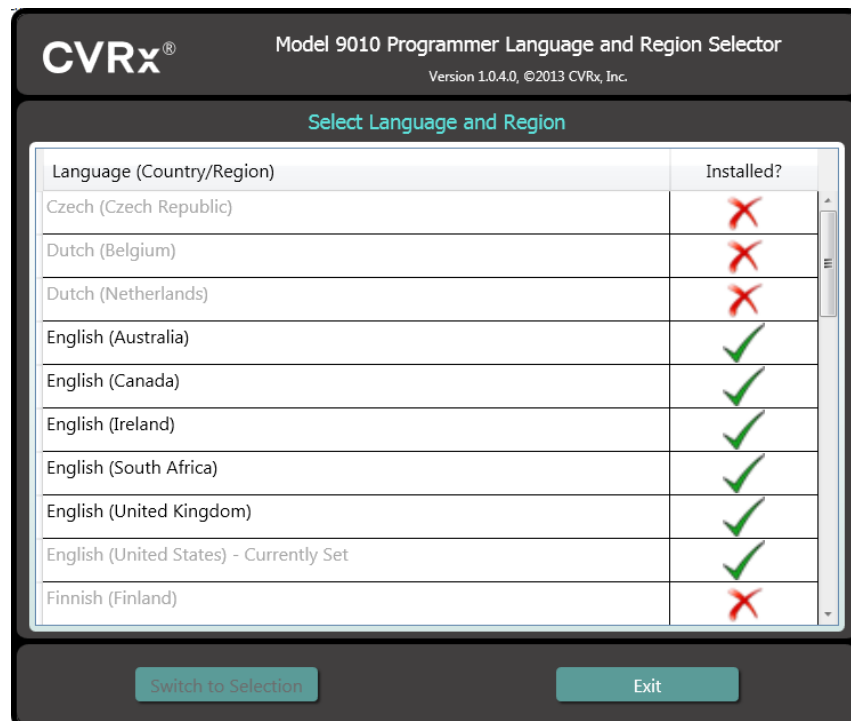 CVRx®
Model 9010 Programmer Language and Region Selector
Version 1.0.4.0, ©2013 CVRx, Inc.
Select Language and Region
Language (Country/Region) Installed?
Czech (Czech Republic)
Dutch (Belgium)
Dutch (Netherlands)
English (Australia)
English (Canada)
English (Ireland)
English (South Africa)
English (United Kingdom)
English (United States) - Currently Set
Finnish (Finland)
Switch to Selection Exit